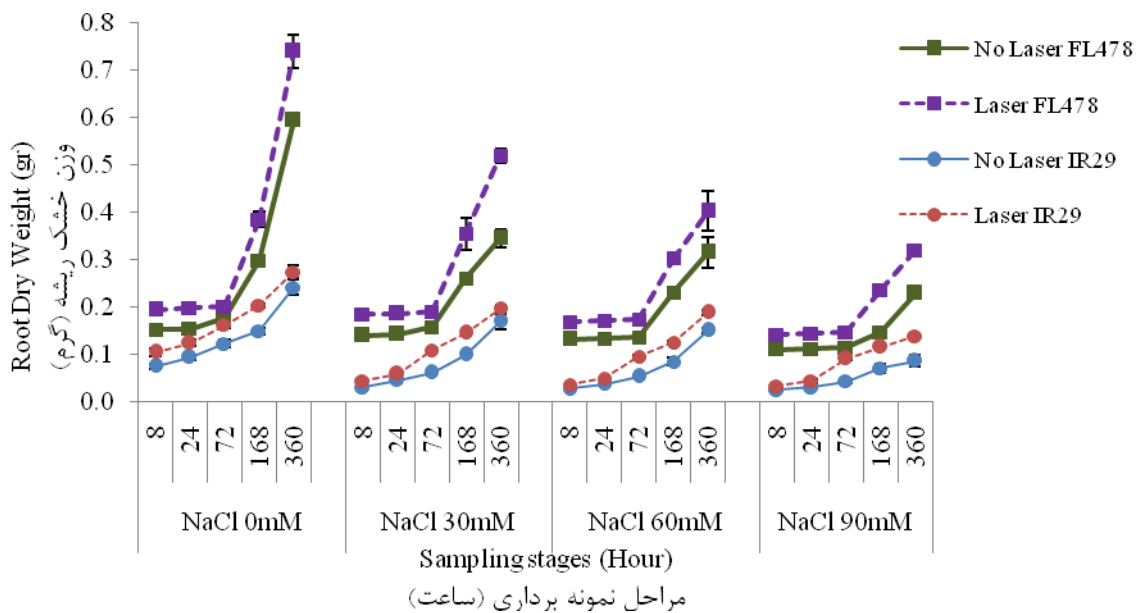 Root Dry Weight (gr)
وزن خشک ریشه (گرم)
0.8
0.7
0.6
0.5
0.4
0.3
0.2
0.1
0.0
No Laser FL478
Laser FL478
No Laser IR29
Laser IR29
8 24 72 168 360 8 24 72 168 360 8 24 72 168 360 8 24 72 168 360
NaCl 0mM NaCl 30mM NaCl 60mM NaCl 90mM
Sampling stages (Hour)
مراحل نمونه برداری (ساعت)